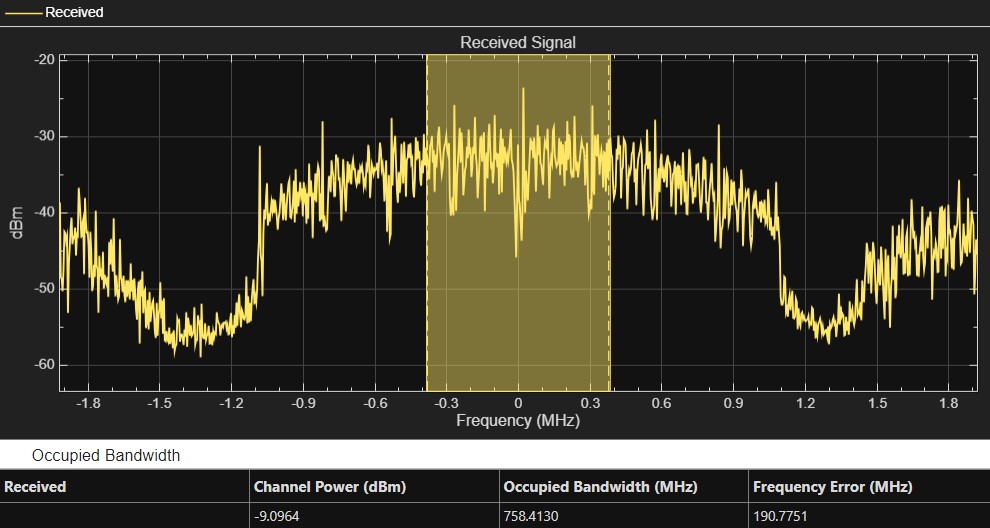 Received
Received Signal
-20
-30
-40
-50
-60
dBm
-1.8 -1.5 -1.2 -0.9 -0.6 -0.3 0 0.3 0.6 0.9 1.2 1.5 1.8
Frequency (MHz)
Occupied Bandwidth
Received Channel Power (dBm) Occupied Bandwidth (MHz) Frequency Error (MHz)
-9.0964 758.4130 190.7751